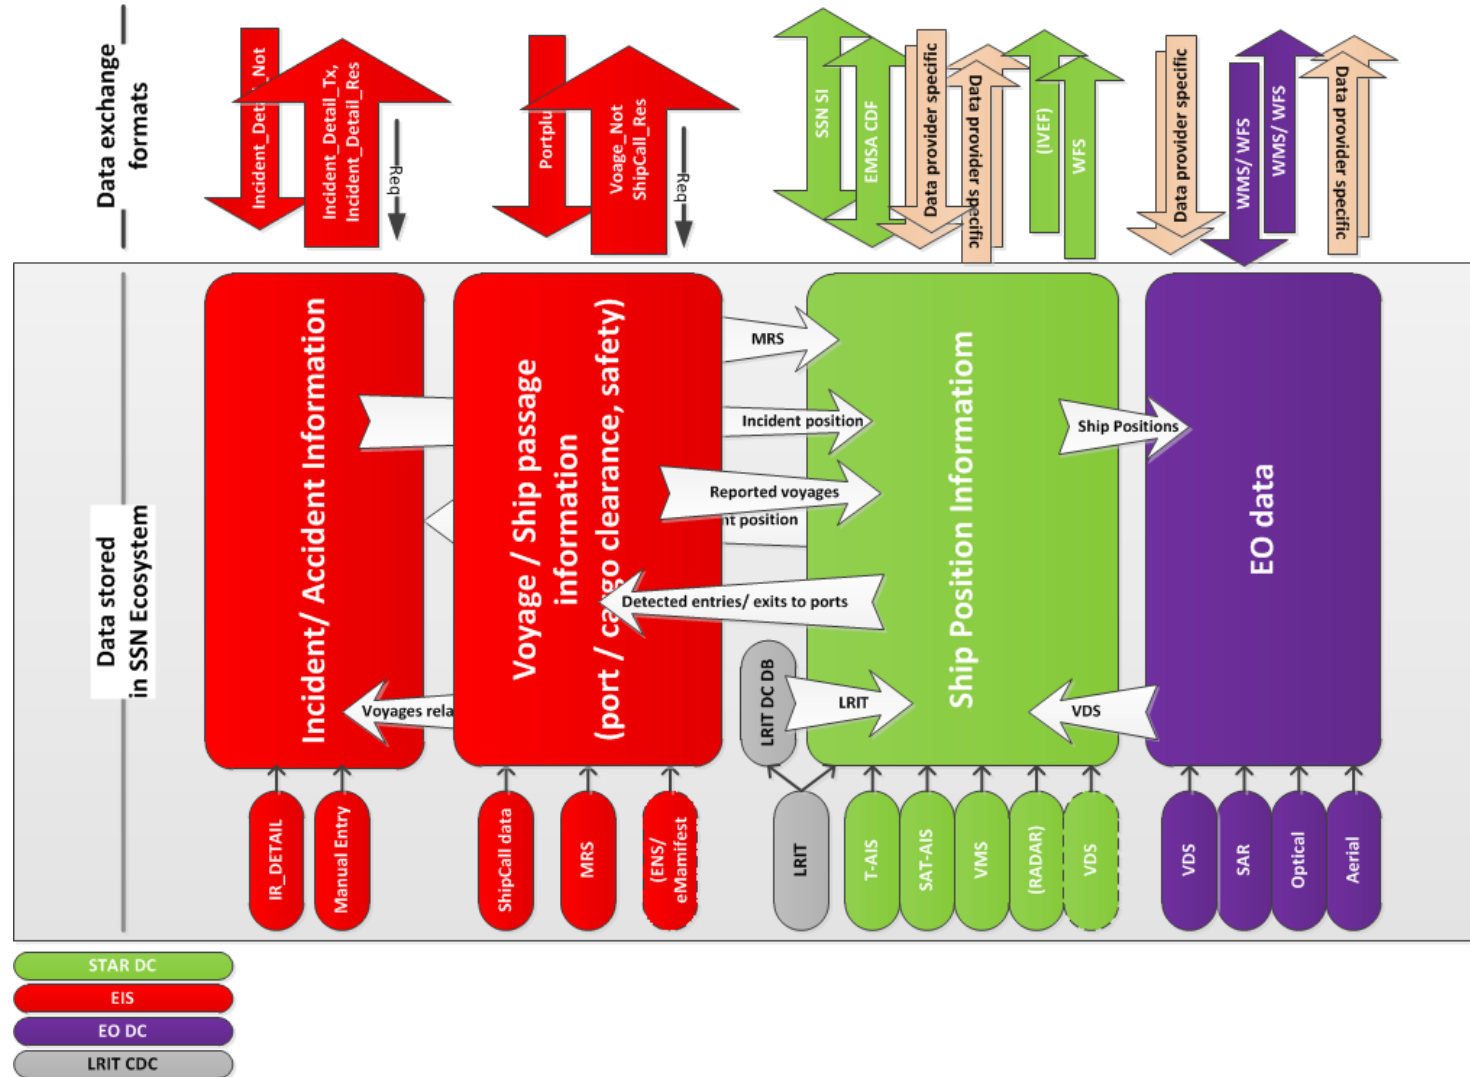 Data exchange
formats
Incident_Deta
_Not
Incident_Detail_Tx,
Incident_Detail_Res
Req
Portplu
Voage_Not
ShipCall_Res
Req
SSN SI
EMSA CDF
Data provider specific
Data provider specific
(IVEF)
WFS
Data provider specific
WMS/ WFS
WMS/ WFS
Data provider specific
Data stored
in SSN Ecosystem
Incident/ Accident Information
Voyage / Ship passage
information
(port / cargo clearance, safety)
Ship Position Informatiom
EO data
MRS
Incident position
Ship Positions
Reported voyages
nt position
Detected entries/ exits to ports
LRIT DC DB
LRIT
VDS
Voyages rela
IR_DETAIL
Manual Entry
ShipCall data
MRS
(ENS/
eMamifest
LRIT
T-AIS
SAT-AIS
VMS
(RADAR)
VDS
VDS
SAR
Optical
Aerial
STAR DC
EIS
EO DC
LRIT CDC